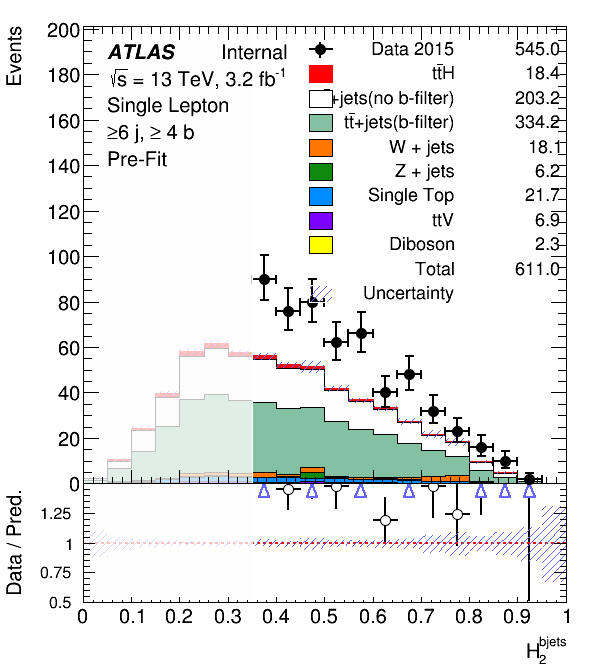 Events
200
180
160
140
120
100
80
60
40
20
0
ATLAS Internal
√s = 13 TeV, 3.2 fb⁻¹
Single Lepton
≥6 j, ≥ 4 b
Pre-Fit
Data 2015 545.0
tt̄H 18.4
+jets(no b-filter) 203.2
tt̄+jets(b-filter) 334.2
W + jets 18.1
Z + jets 6.2
Single Top 21.7
ttV 6.9
Diboson 2.3
Total 611.0
Uncertainty
Data / Pred.
1.25
1
0.75
0.5
0 0.1 0.2 0.3 0.4 0.5 0.6 0.7 0.8 0.9 1
H₂ᵇʲᵉᵗˢ